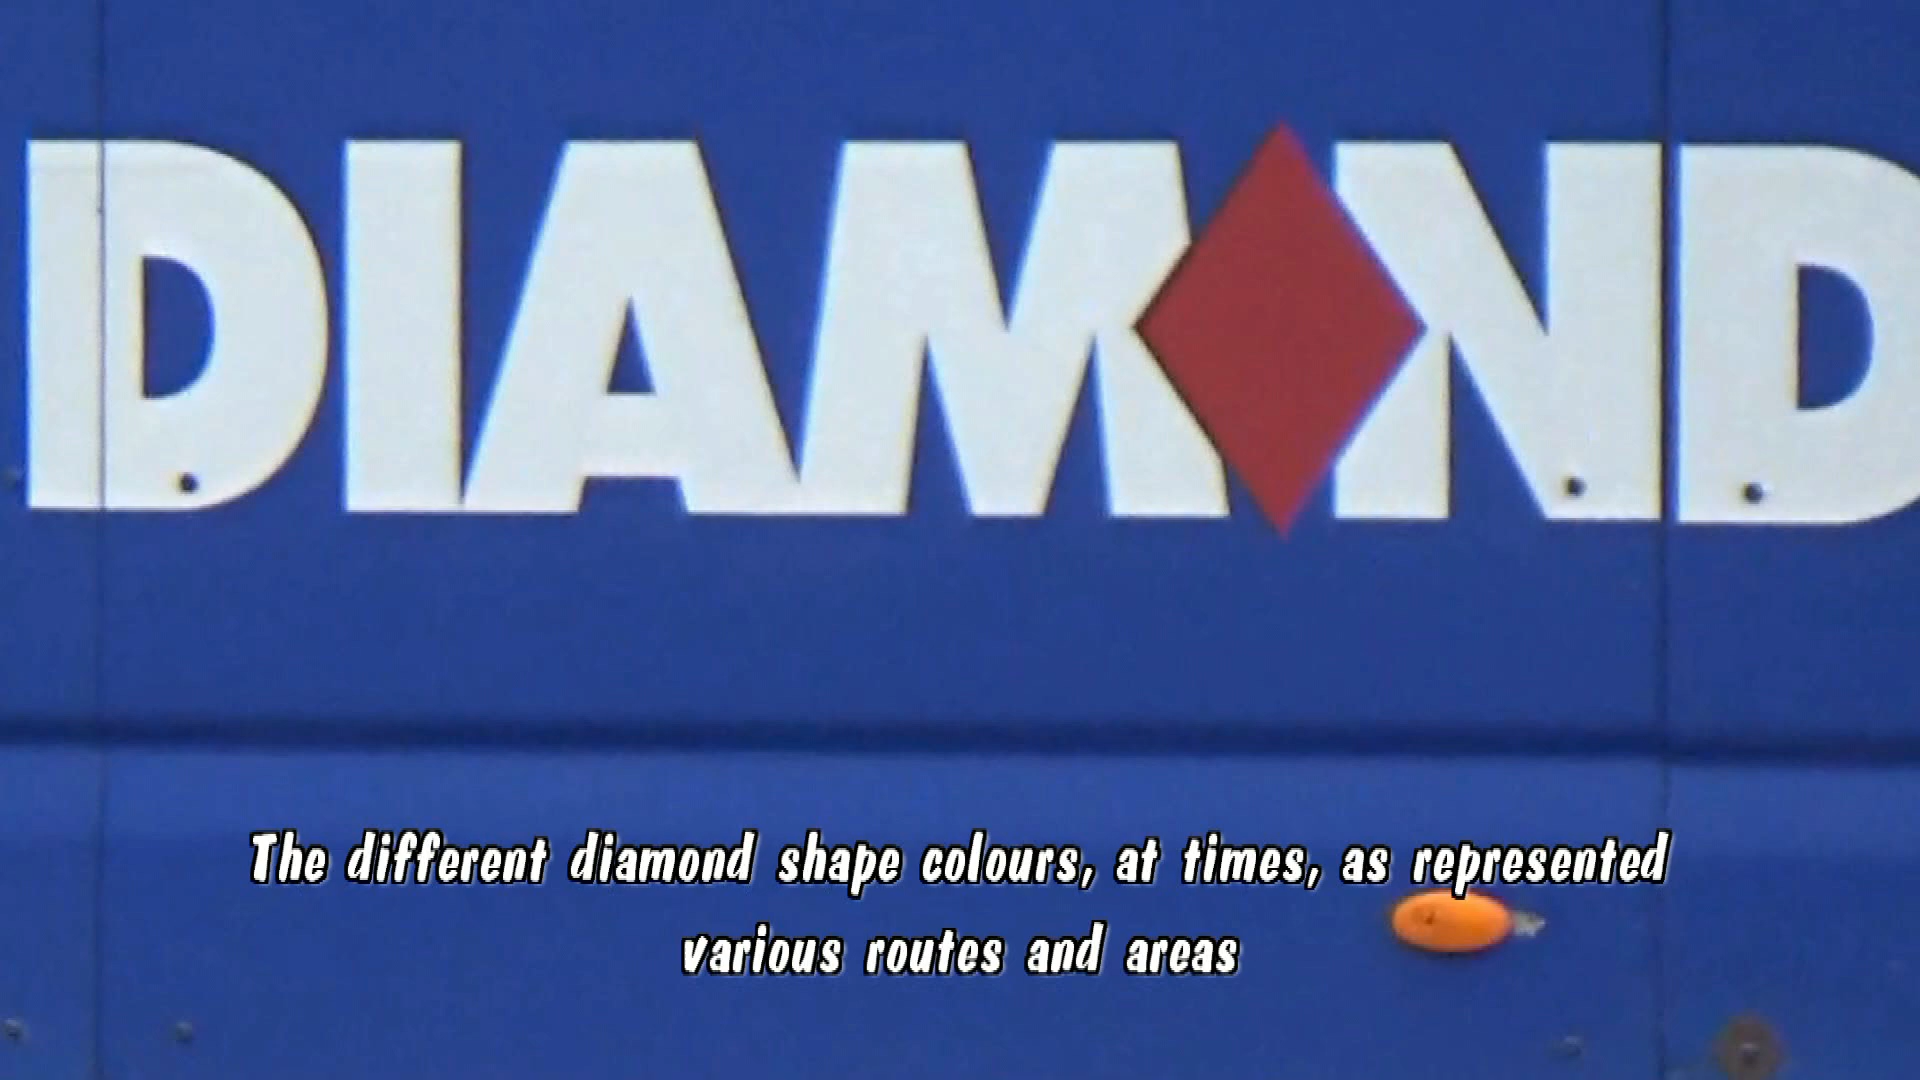 DIAMOND
The different diamond shape colours, at times, as represented
various routes and areas